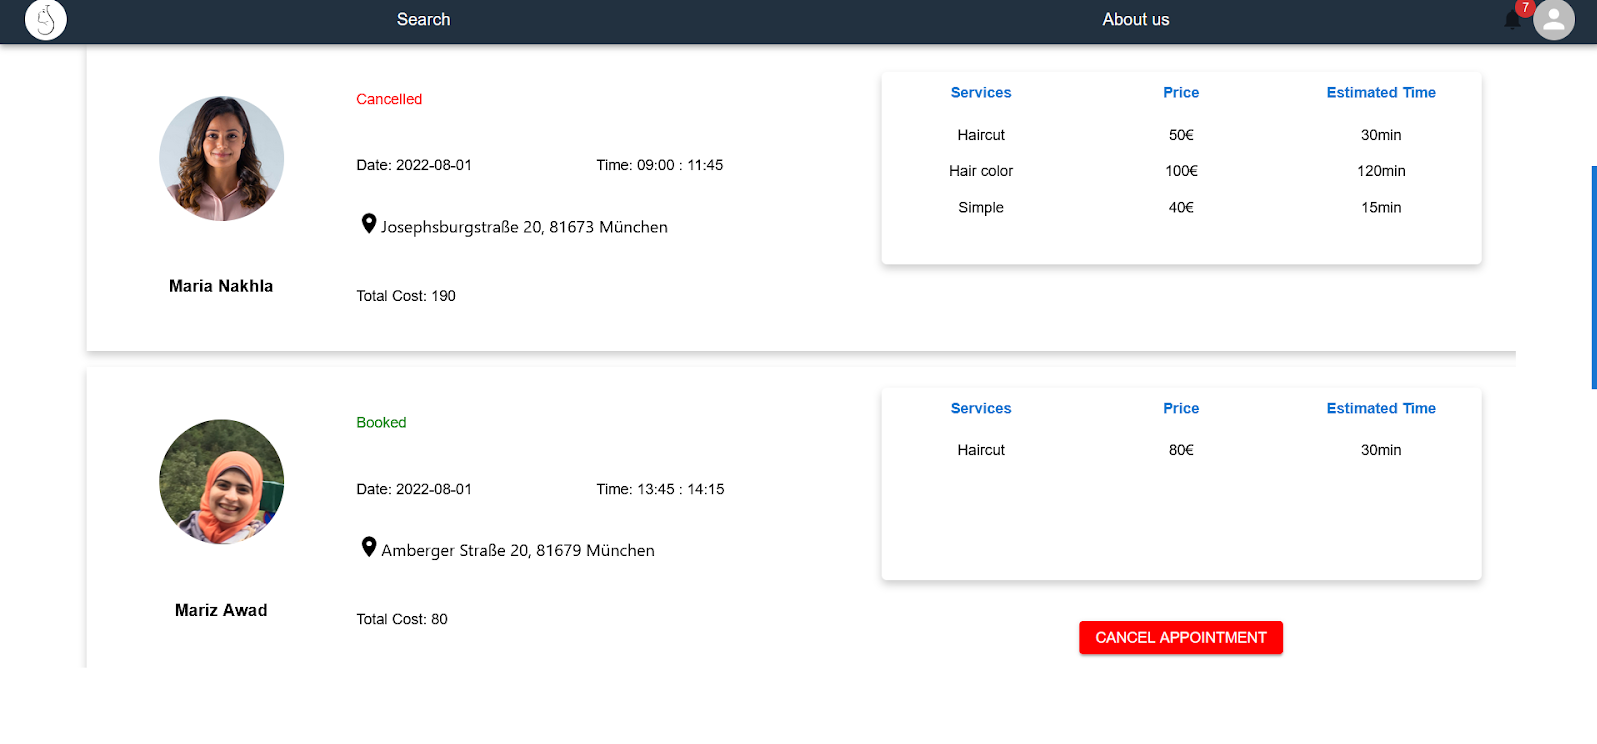 Search
About us
7
Cancelled
Date: 2022-08-01
Time: 09:00 : 11:45
Josephsburgstraße 20, 81673 München
Maria Nakhla
Total Cost: 190
Services Price Estimated Time
Haircut 50€ 30min
Hair color 100€ 120min
Simple 40€ 15min
Booked
Date: 2022-08-01
Time: 13:45 : 14:15
Amberger Straße 20, 81679 München
Mariz Awad
Total Cost: 80
Services Price Estimated Time
Haircut 80€ 30min
CANCEL APPOINTMENT